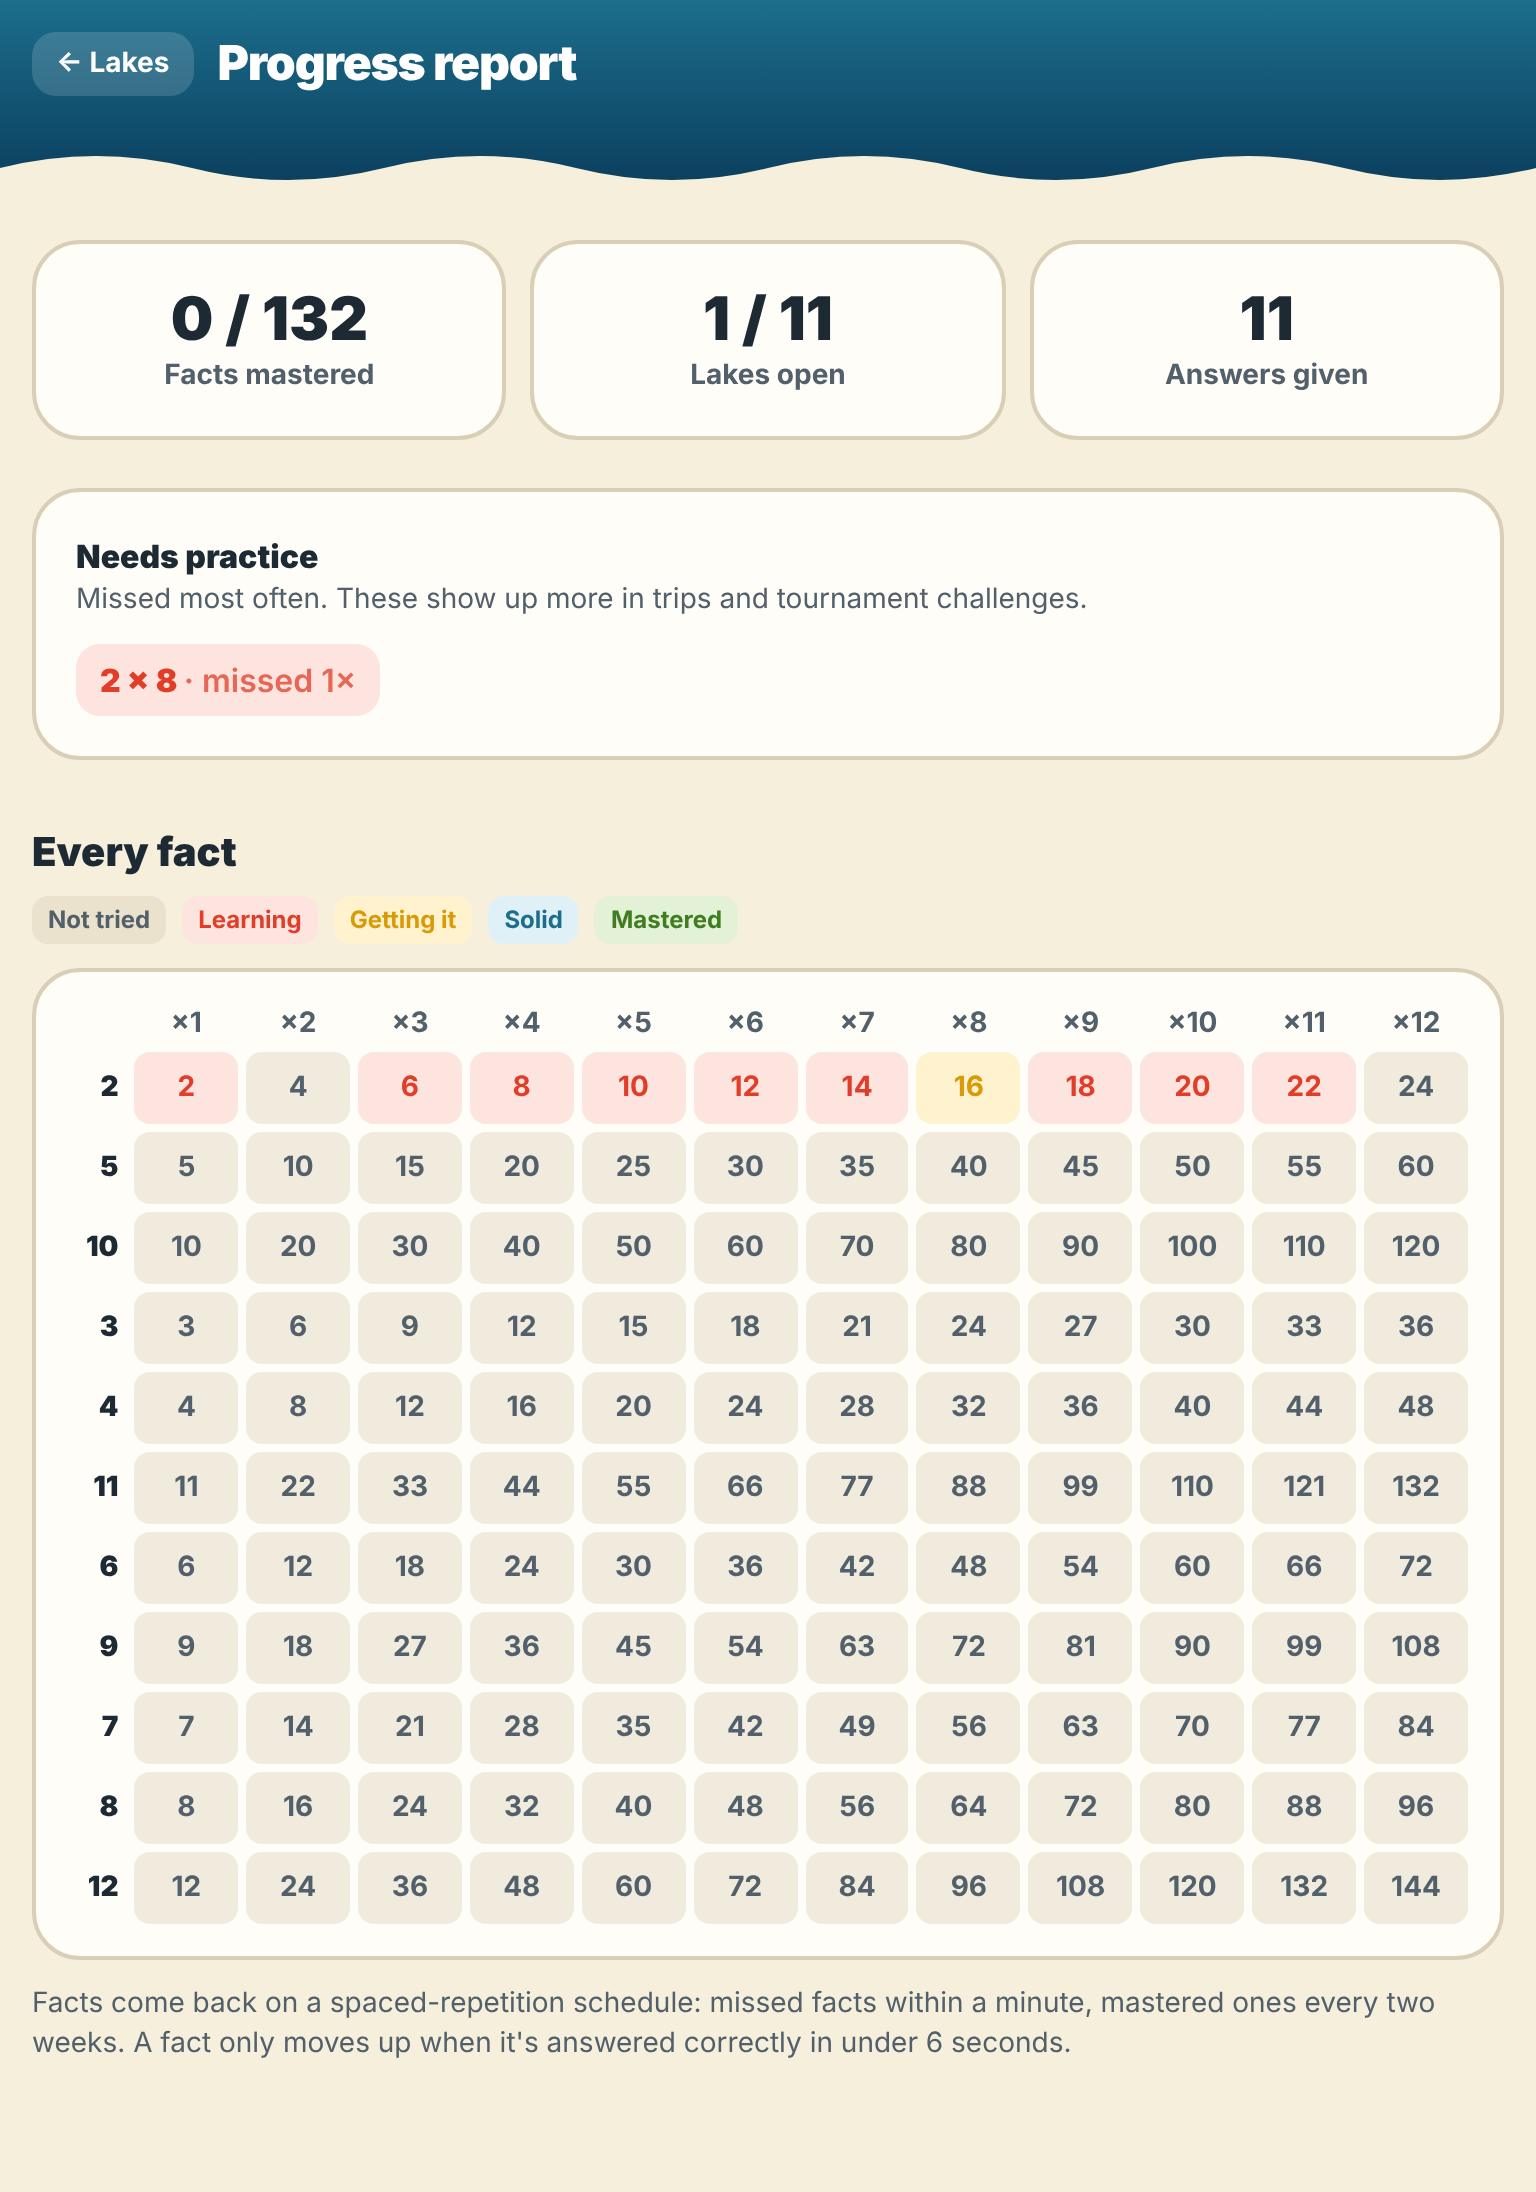 ← Lakes Progress report
0 / 132 1 / 11 11
Facts mastered Lakes open Answers given
Needs practice
Missed most often. These show up more in trips and tournament challenges.
2 × 8 · missed 1×
Every fact
Not tried Learning Getting it Solid Mastered
×1 ×2 ×3 ×4 ×5 ×6 ×7 ×8 ×9 ×10 ×11 ×12
2 2 4 6 8 10 12 14 16 18 20 22 24
5 5 10 15 20 25 30 35 40 45 50 55 60
10 10 20 30 40 50 60 70 80 90 100 110 120
3 3 6 9 12 15 18 21 24 27 30 33 36
4 4 8 12 16 20 24 28 32 36 40 44 48
11 11 22 33 44 55 66 77 88 99 110 121 132
6 6 12 18 24 30 36 42 48 54 60 66 72
9 9 18 27 36 45 54 63 72 81 90 99 108
7 7 14 21 28 35 42 49 56 63 70 77 84
8 8 16 24 32 40 48 56 64 72 80 88 96
12 12 24 36 48 60 72 84 96 108 120 132 144
Facts come back on a spaced-repetition schedule: missed facts within a minute, mastered ones every two
weeks. A fact only moves up when it's answered correctly in under 6 seconds.